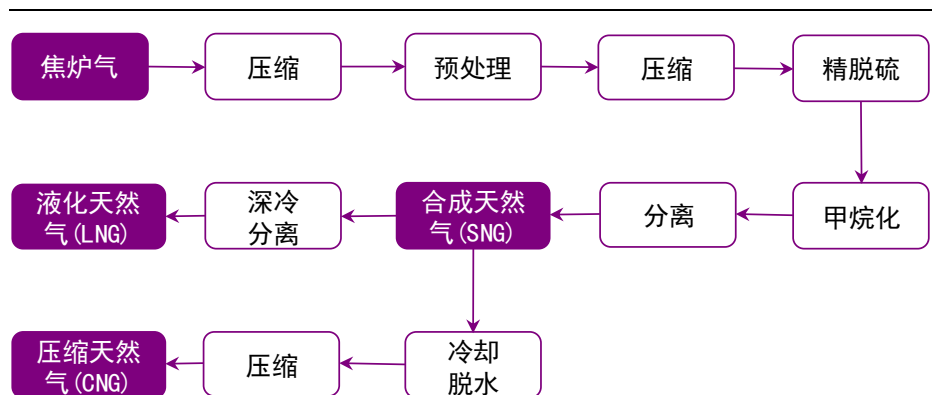 焦炉气
压缩
预处理
压缩
精脱硫
液化天然
气(LNG)
深冷
分离
合成天然
气(SNG)
分离
甲烷化
压缩天然
气(CNG)
压缩
冷却
脱水